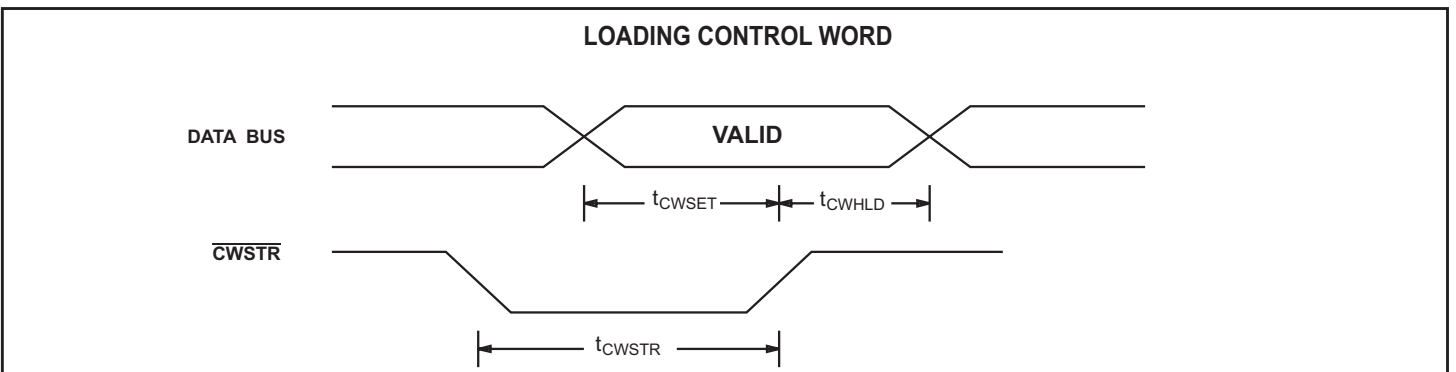 LOADING CONTROL WORD
DATA BUS
VALID
tCWSET
tCWHLD
CWSTR
tCWSTR